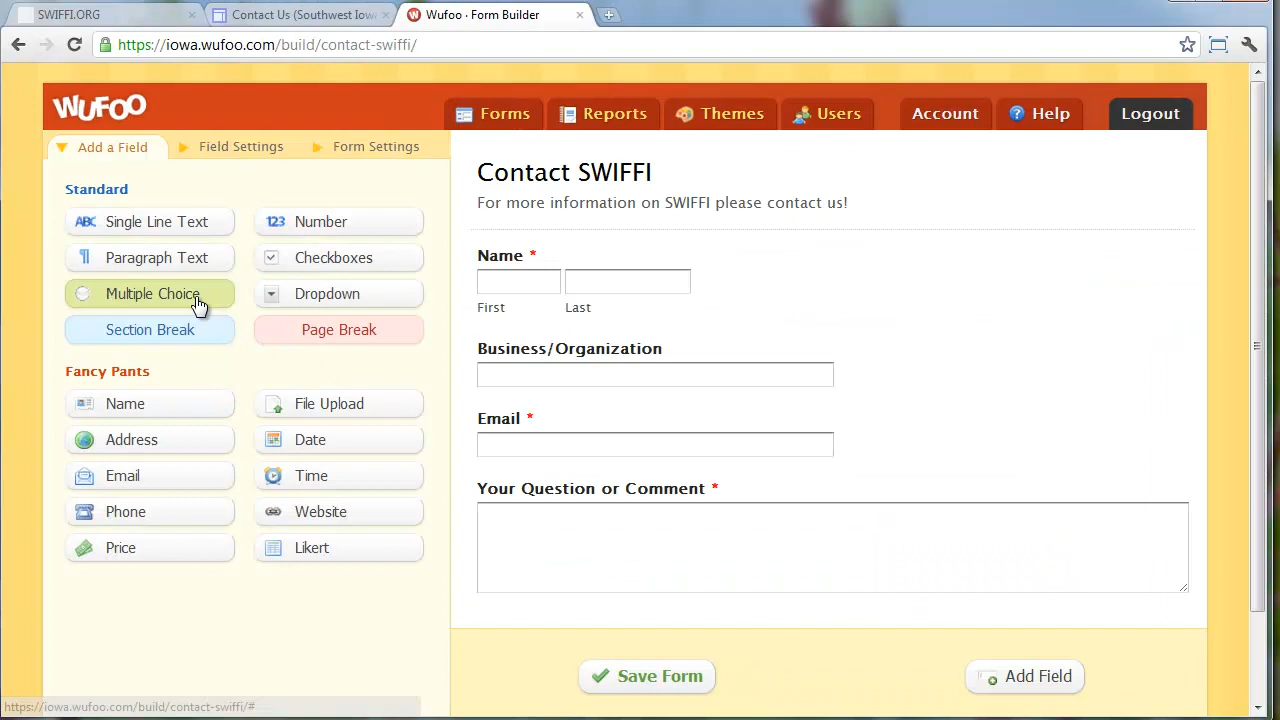 SWIFFI.ORG
Contact Us (Southwest Iow
Wufoo · Form Builder
https://iowa.wufoo.com/build/contact-swiffi/
WUFOO
Forms
Reports
Themes
Users
Account
Help
Logout
Add a Field
Field Settings
Form Settings
Standard
ABC Single Line Text
123 Number
Paragraph Text
Checkboxes
Multiple Choice
Dropdown
Section Break
Page Break
Fancy Pants
Name
File Upload
Address
Date
Email
Time
Phone
Website
Price
Likert
Contact SWIFFI
For more information on SWIFFI please contact us!
Name *
First
Last
Business/Organization
Email *
Your Question or Comment *
Save Form
Add Field
https://iowa.wufoo.com/build/contact-swiffi/#